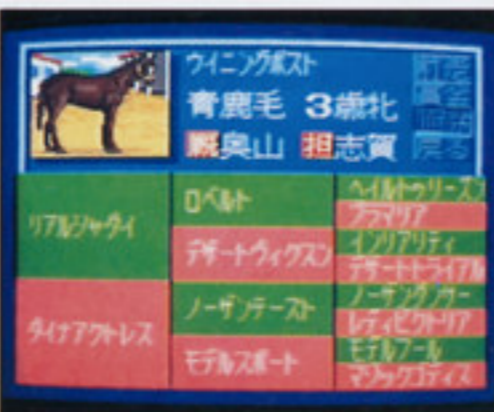 ウイニングポスト
青鹿毛 3歳牝
厩奥山 担志賀
戻る
リアルシャダイ
ロベルト
ヘイルトゥリーズン
ブラマリア
デザートヴィクスン
インリアリティ
デザートトライアル
ダイナアクトレス
ノーザンテースト
ノーザンダンサー
レディビクトリア
モデルスポート
モデルフール
マジックゴディス